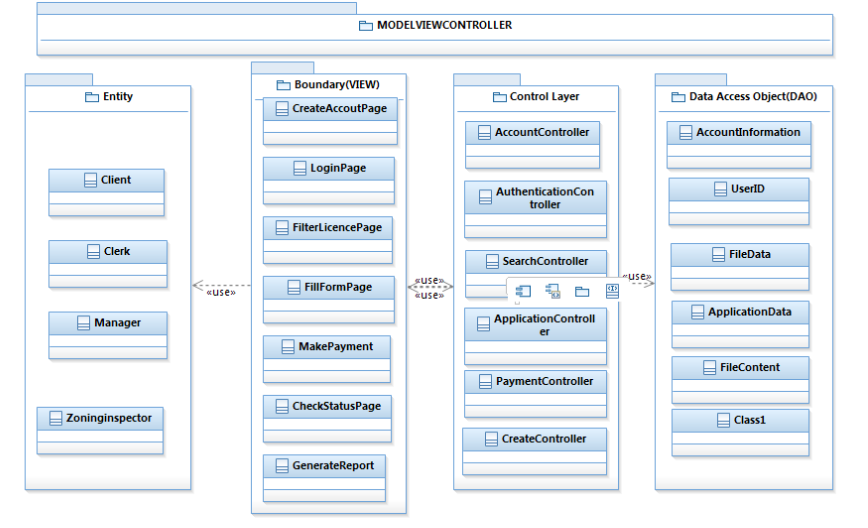 MODELVIEWCONTROLLER
Entity
Client
Clerk
Manager
Zoninginspector
Boundary(VIEW)
CreateAccoutPage
LoginPage
FilterLicencePage
FillFormPage
MakePayment
CheckStatusPage
GenerateReport
Control Layer
AccountController
AuthenticationCon
troller
SearchController
ApplicationControll
er
PaymentController
CreateController
Data Access Object(DAO)
AccountInformation
UserID
FileData
ApplicationData
FileContent
Class1
«use»
«use»
«use»
«use»